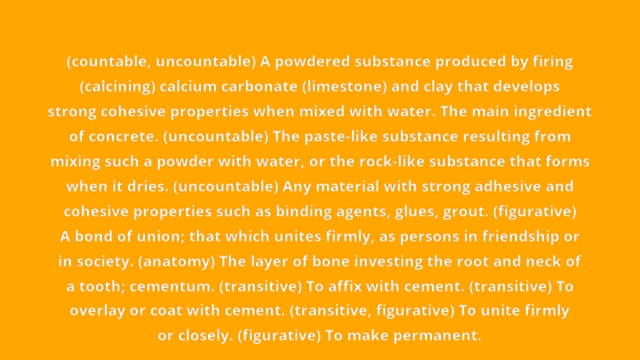 (countable, uncountable) A powdered substance produced by firing
(calcining) calcium carbonate (limestone) and clay that develops
strong cohesive properties when mixed with water. The main ingredient
of concrete. (uncountable) The paste-like substance resulting from
mixing such a powder with water, or the rock-like substance that forms
when it dries. (uncountable) Any material with strong adhesive and
cohesive properties such as binding agents, glues, grout. (figurative)
A bond of union; that which unites firmly, as persons in friendship or
in society. (anatomy) The layer of bone investing the root and neck of
a tooth; cementum. (transitive) To affix with cement. (transitive) To
overlay or coat with cement. (transitive, figurative) To unite firmly
or closely. (figurative) To make permanent.